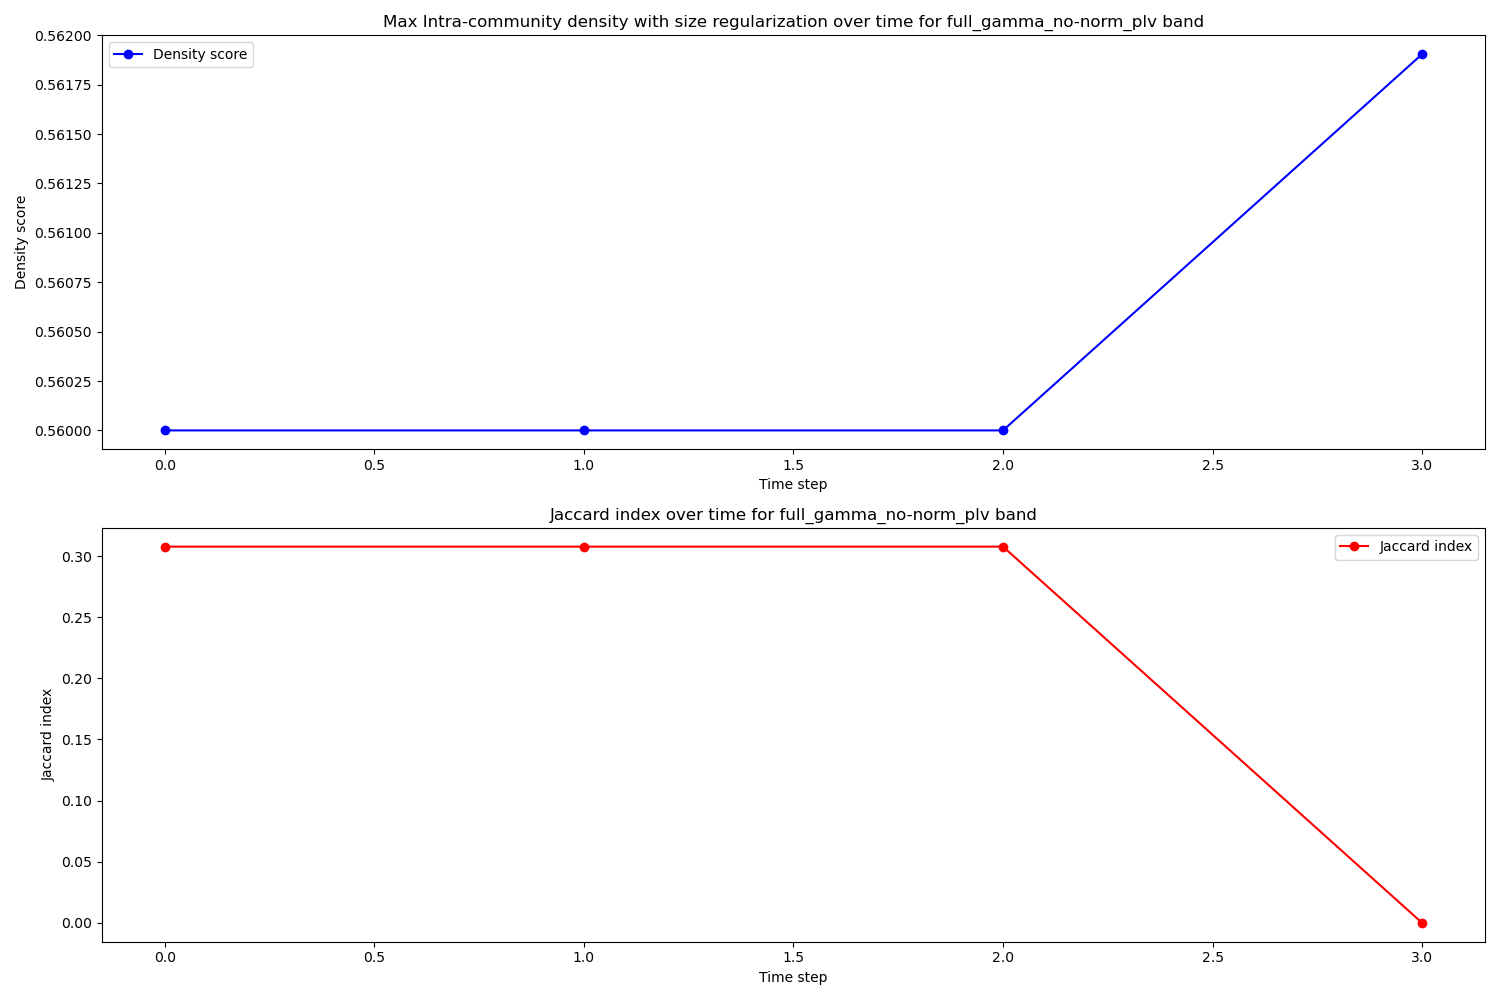 Max Intra-community density with size regularization over time for full_gamma_no-norm_plv band
0.56200
Density score
0.56175
0.56150
0.56125
0.56100
0.56075
0.56050
0.56025
0.56000
Density score
0.0 0.5 1.0 1.5 2.0 2.5 3.0
Time step
Jaccard index over time for full_gamma_no-norm_plv band
Jaccard index
0.30
0.25
0.20
0.15
0.10
0.05
0.00
Jaccard index
0.0 0.5 1.0 1.5 2.0 2.5 3.0
Time step